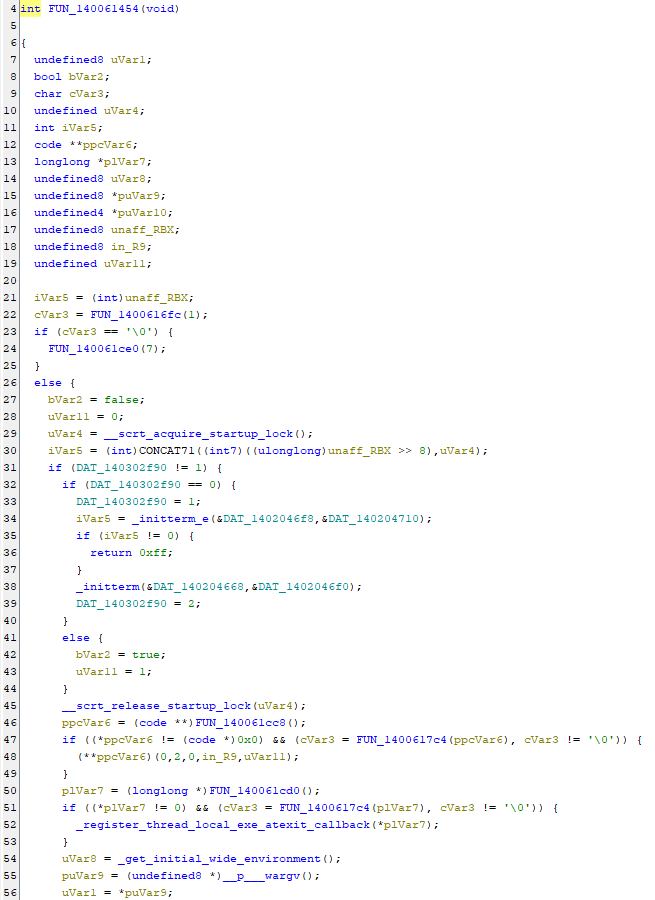 4 int FUN_140061454(void)
5
6 {
7 undefined8 uVar1;
8 bool bVar2;
9 char cVar3;
10 undefined uVar4;
11 int iVar5;
12 code **ppcVar6;
13 longlong *plVar7;
14 undefined8 uVar8;
15 undefined8 *puVar9;
16 undefined4 *puVar10;
17 undefined8 unaff_RBX;
18 undefined8 in_R9;
19 undefined uVar11;
20
21 iVar5 = (int)unaff_RBX;
22 cVar3 = FUN_1400616fc(1);
23 if (cVar3 == '\0') {
24 FUN_140061ce0(7);
25 }
26 else {
27 bVar2 = false;
28 uVar11 = 0;
29 uVar4 = __scrt_acquire_startup_lock();
30 iVar5 = (int)CONCAT71((int7)((ulonglong)unaff_RBX >> 8),uVar4);
31 if (DAT_140302f90 != 1) {
32 if (DAT_140302f90 == 0) {
33 DAT_140302f90 = 1;
34 iVar5 = _initterm_e(&DAT_1402046f8,&DAT_140204710);
35 if (iVar5 != 0) {
36 return 0xff;
37 }
38 _initterm(&DAT_140204668,&DAT_1402046f0);
39 DAT_140302f90 = 2;
40 }
41 else {
42 bVar2 = true;
43 uVar11 = 1;
44 }
45 __scrt_release_startup_lock(uVar4);
46 ppcVar6 = (code **)FUN_140061cc8();
47 if ((*ppcVar6 != (code *)0x0) && (cVar3 = FUN_1400617c4(ppcVar6), cVar3 != '\0')) {
48 (**ppcVar6)(0,2,0,in_R9,uVar11);
49 }
50 plVar7 = (longlong *)FUN_140061cd0();
51 if ((*plVar7 != 0) && (cVar3 = FUN_1400617c4(plVar7), cVar3 != '\0')) {
52 _register_thread_local_exe_atexit_callback(*plVar7);
53 }
54 uVar8 = _get_initial_wide_environment();
55 puVar9 = (undefined8 *)__p___wargv();
56 uVar1 = *puVar9;